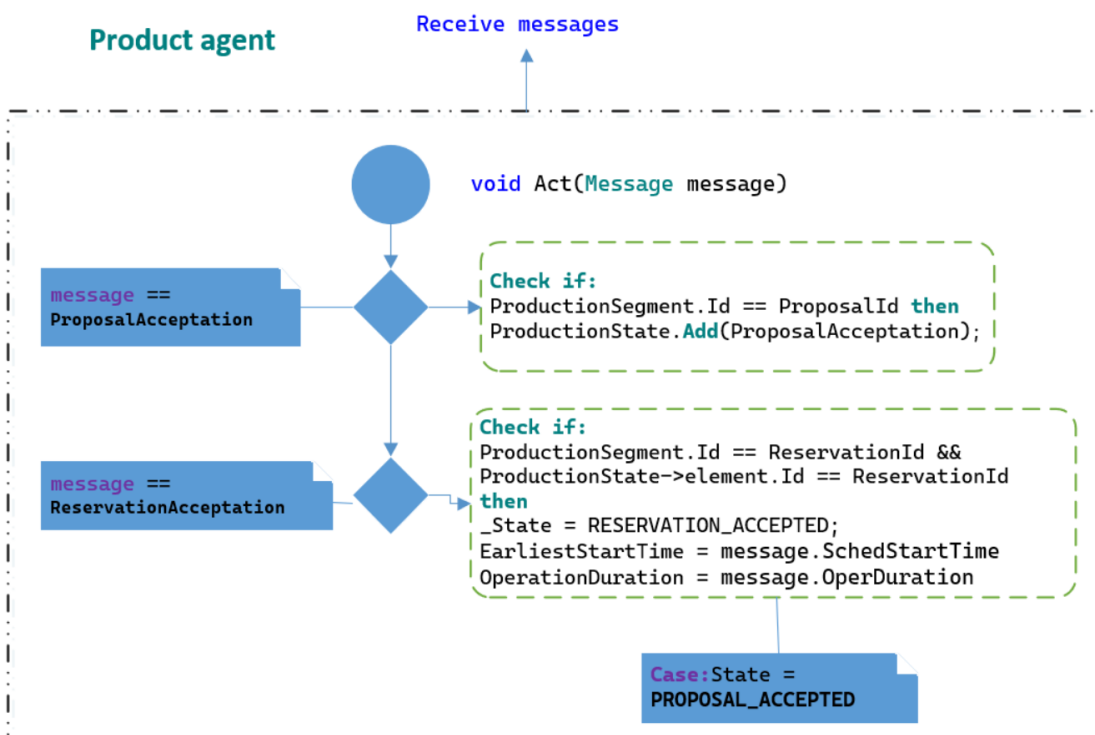 Receive messages
Product agent
void Act(Message message)
message ==
ProposalAcceptation
Check if:
ProductionSegment.Id == ProposalId then
ProductionState.Add(ProposalAcceptation);
message ==
ReservationAcceptation
Check if:
ProductionSegment.Id == ReservationId &&
ProductionState->element.Id == ReservationId
then
_State = RESERVATION_ACCEPTED;
EarliestStartTime = message.SchedStartTime
OperationDuration = message.OperDuration
Case:State =
PROPOSAL_ACCEPTED